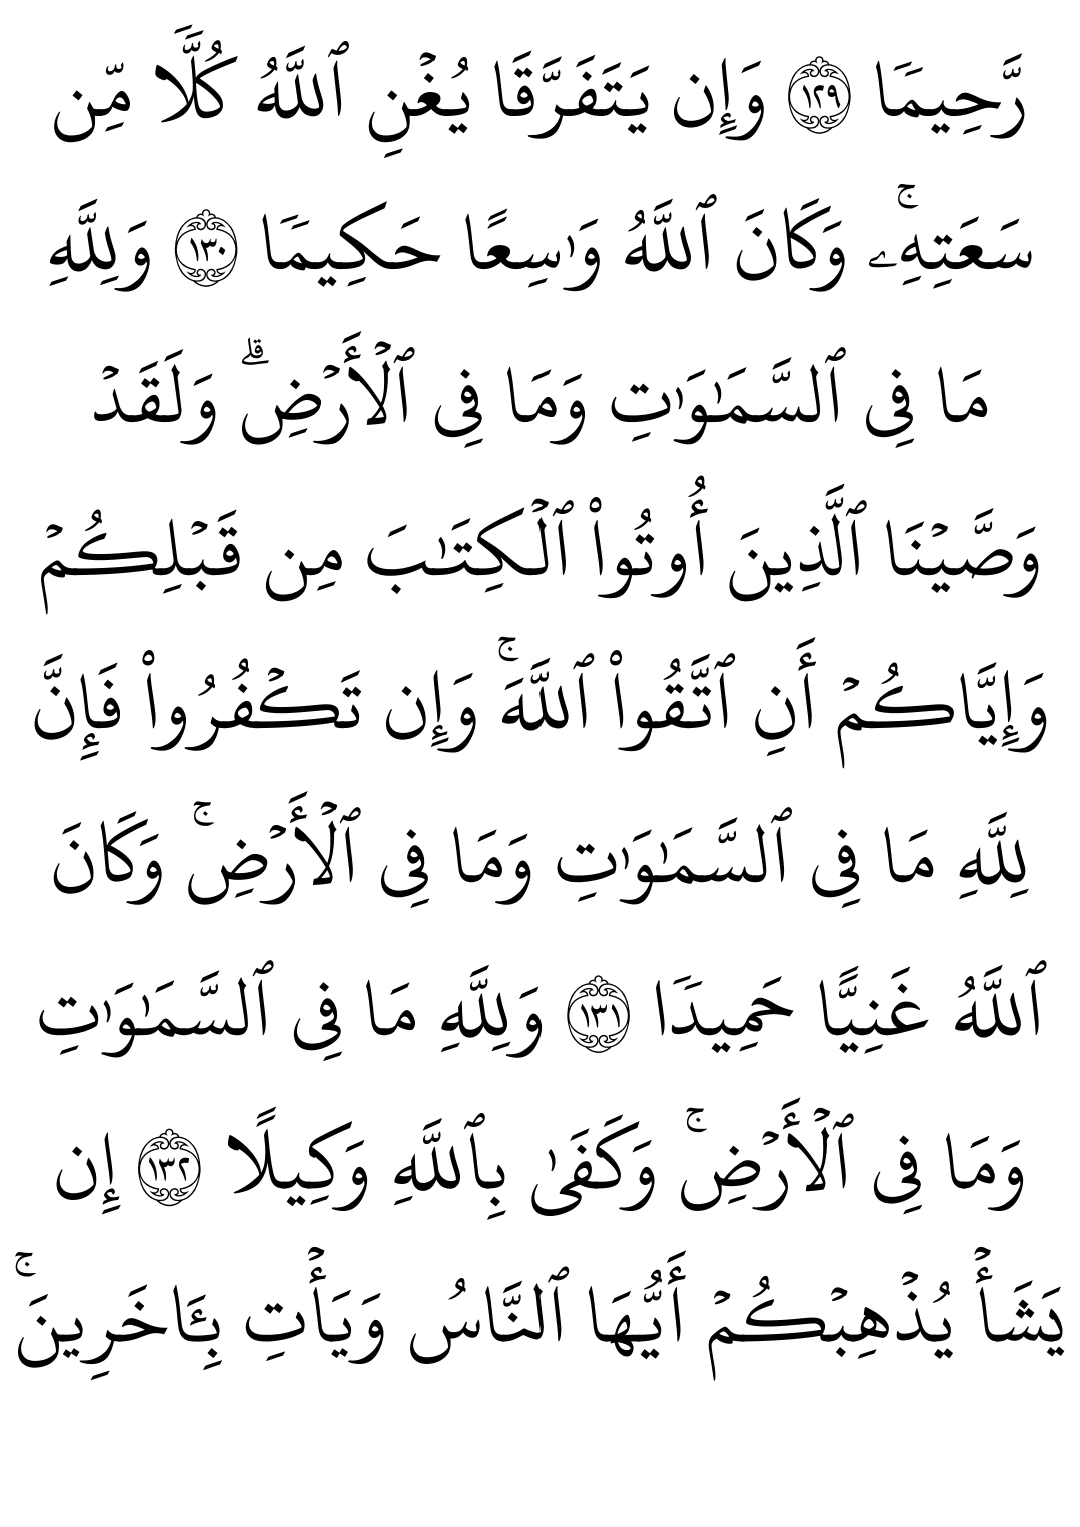 رَّحِيمٗا ١٢٩ وَإِن يَتَفَرَّقَا يُغۡنِ ٱللَّهُ كُلّٗا مِّن
سَعَتِهِۦۚ وَكَانَ ٱللَّهُ وَٰسِعًا حَكِيمٗا ١٣٠ وَلِلَّهِ
مَا فِي ٱلسَّمَٰوَٰتِ وَمَا فِي ٱلۡأَرۡضِۗ وَلَقَدۡ
وَصَّيۡنَا ٱلَّذِينَ أُوتُواْ ٱلۡكِتَٰبَ مِن قَبۡلِكُمۡ
وَإِيَّاكُمۡ أَنِ ٱتَّقُواْ ٱللَّهَۚ وَإِن تَكۡفُرُواْ فَإِنَّ
لِلَّهِ مَا فِي ٱلسَّمَٰوَٰتِ وَمَا فِي ٱلۡأَرۡضِۚ وَكَانَ
ٱللَّهُ غَنِيًّا حَمِيدٗا ١٣١ وَلِلَّهِ مَا فِي ٱلسَّمَٰوَٰتِ
وَمَا فِي ٱلۡأَرۡضِۚ وَكَفَىٰ بِٱللَّهِ وَكِيلًا ١٣٢ إِن
يَشَأۡ يُذۡهِبۡكُمۡ أَيُّهَا ٱلنَّاسُ وَيَأۡتِ بِـَٔاخَرِينَۚ